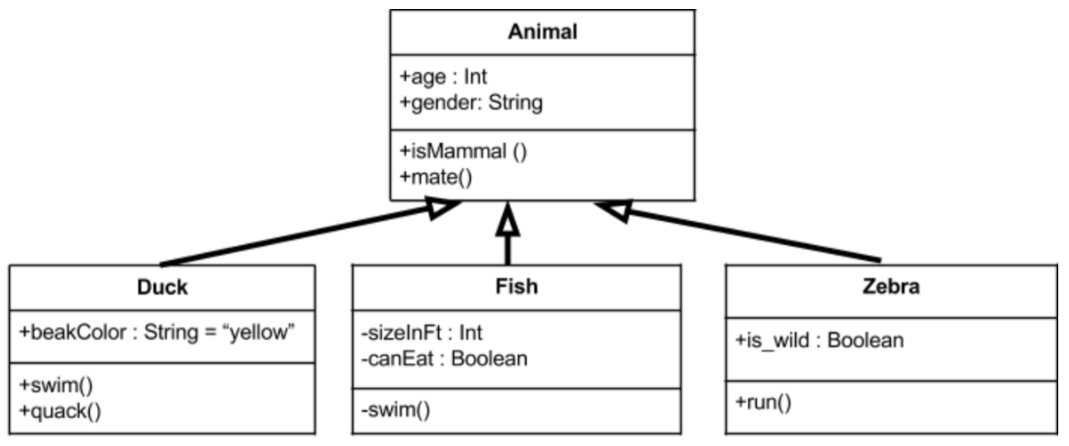 Animal
+age : Int
+gender: String
+isMammal ()
+mate()
Duck
+beakColor : String = “yellow”
+swim()
+quack()
Fish
-sizeInFt : Int
-canEat : Boolean
-swim()
Zebra
+is_wild : Boolean
+run()